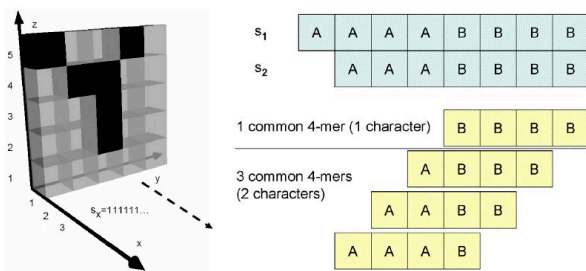 z
5
4
3
2
1
1
2
3
y
x
sx=111111...
s1 A A A A B B B B
s2 A A A B B B B
1 common 4-mer (1 character) B B B B
3 common 4-mers
(2 characters)
A B B B
A A B B
A A A B